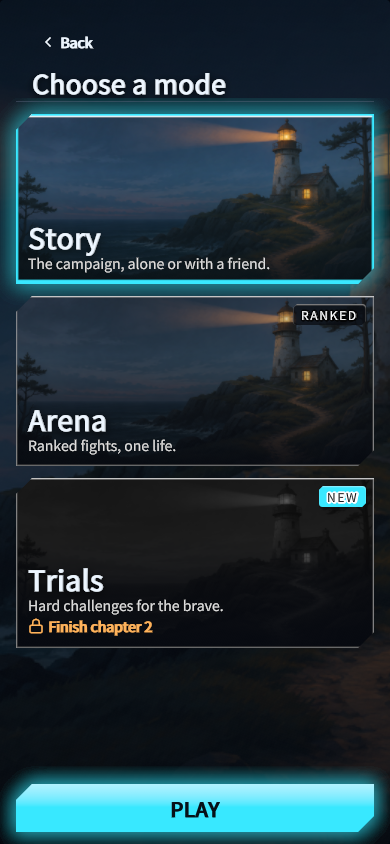 Back
Choose a mode
Story
The campaign, alone or with a friend.
RANKED
Arena
Ranked fights, one life.
NEW
Trials
Hard challenges for the brave.
Finish chapter 2
PLAY